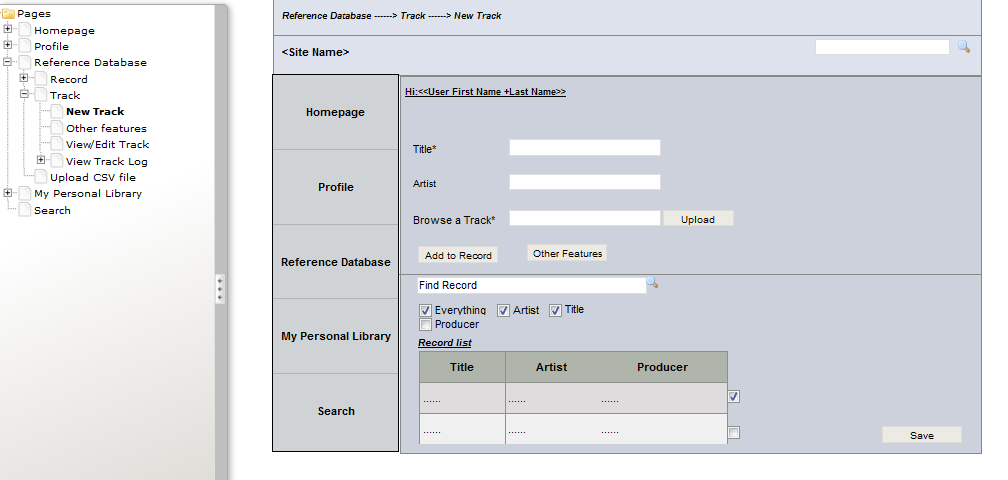 Pages
Homepage
Profile
Reference Database
Record
Track
New Track
Other features
View/Edit Track
View Track Log
Upload CSV file
My Personal Library
Search
Reference Database ------> Track ------> New Track
<Site Name>
Homepage
Profile
Reference Database
My Personal Library
Search
Hi:<<User First Name +Last Name>>
Title*
Artist
Browse a Track* Upload
Add to Record Other Features
Find Record
Everything Artist Title
Producer
Record list
Title Artist Producer
...... ...... ......
...... ...... ......
Save